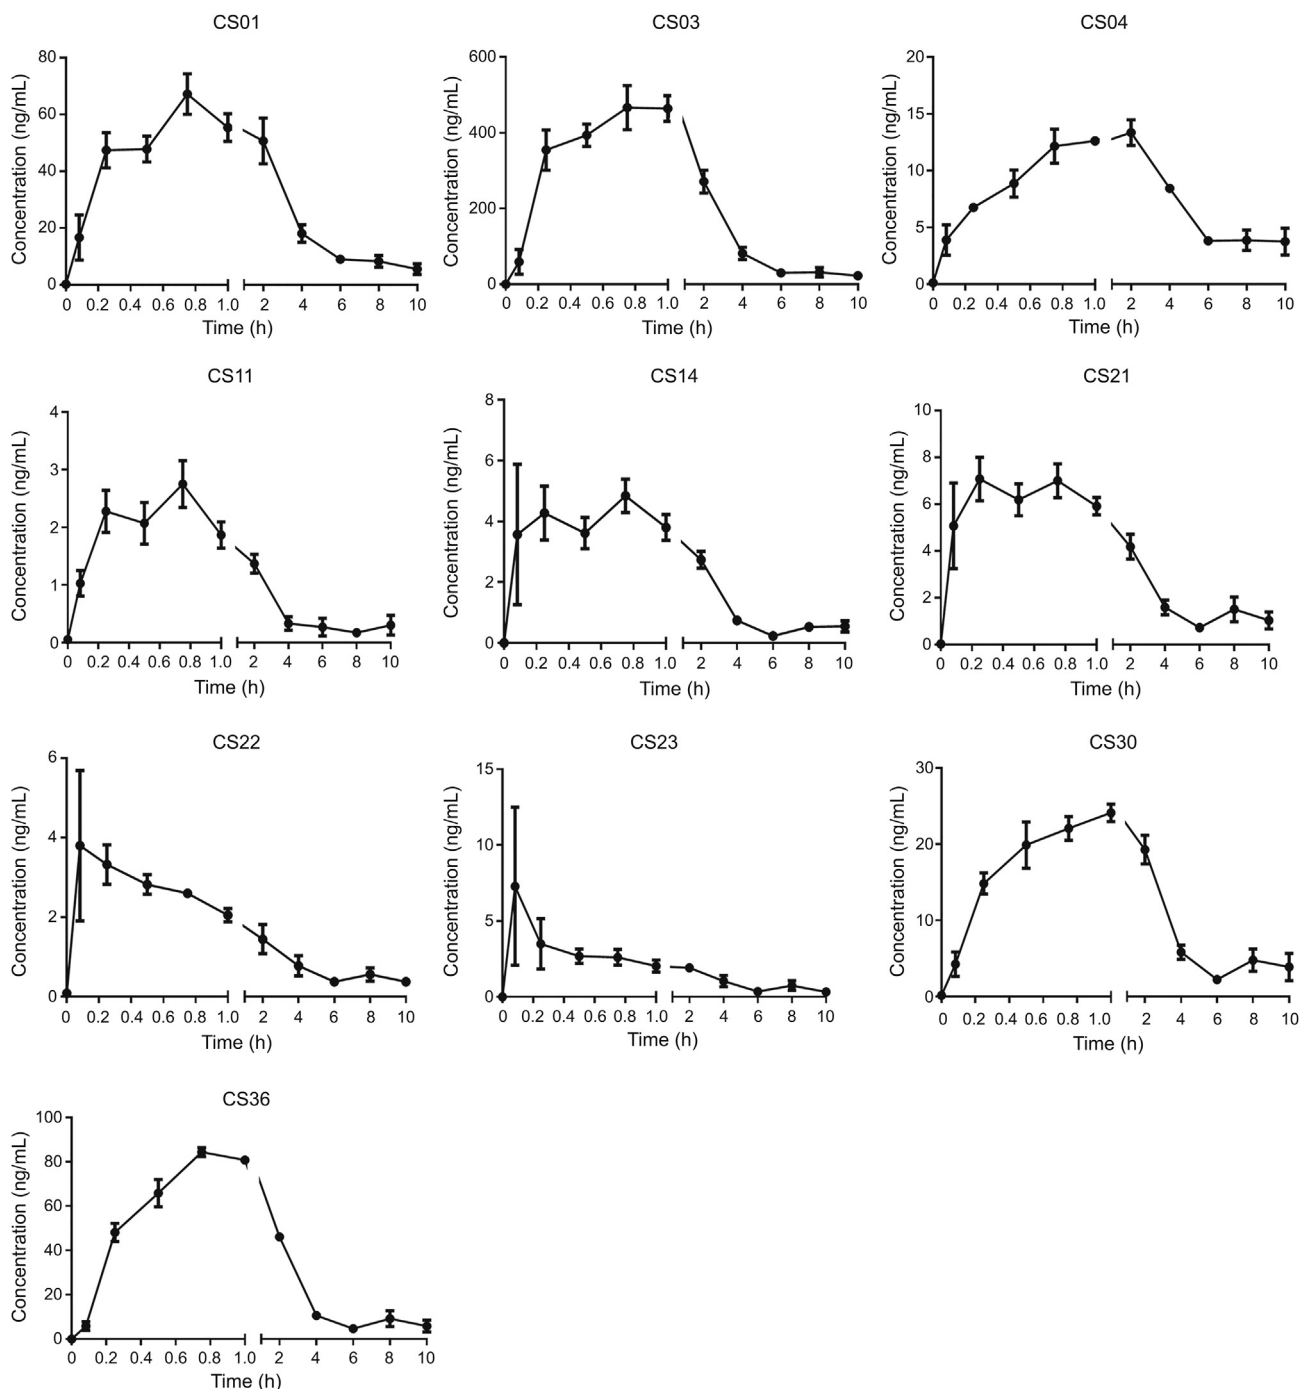 CS01
CS03
CS04
Concentration (ng/mL)
80
60
40
20
0
0 0.2 0.4 0.6 0.8 1.0 2 4 6 8 10
Time (h)
Concentration (ng/mL)
600
400
200
0
0 0.2 0.4 0.6 0.8 1.0 2 4 6 8 10
Time (h)
Concentration (ng/mL)
20
15
10
5
0
0 0.2 0.4 0.6 0.8 1.0 2 4 6 8 10
Time (h)
CS11
CS14
CS21
Concentration (ng/mL)
4
3
2
1
0
0 0.2 0.4 0.6 0.8 1.0 2 4 6 8 10
Time (h)
Concentration (ng/mL)
8
6
4
2
0
0 0.2 0.4 0.6 0.8 1.0 2 4 6 8 10
Time (h)
Concentration (ng/mL)
10
8
6
4
2
0
0 0.2 0.4 0.6 0.8 1.0 2 4 6 8 10
Time (h)
CS22
CS23
CS30
Concentration (ng/mL)
6
4
2
0
0 0.2 0.4 0.6 0.8 1.0 2 4 6 8 10
Time (h)
Concentration (ng/mL)
15
10
5
0
0 0.2 0.4 0.6 0.8 1.0 2 4 6 8 10
Time (h)
Concentration (ng/mL)
30
20
10
0
0 0.2 0.4 0.6 0.8 1.0 2 4 6 8 10
Time (h)
CS36
Concentration (ng/mL)
100
80
60
40
20
0
0 0.2 0.4 0.6 0.8 1.0 2 4 6 8 10
Time (h)